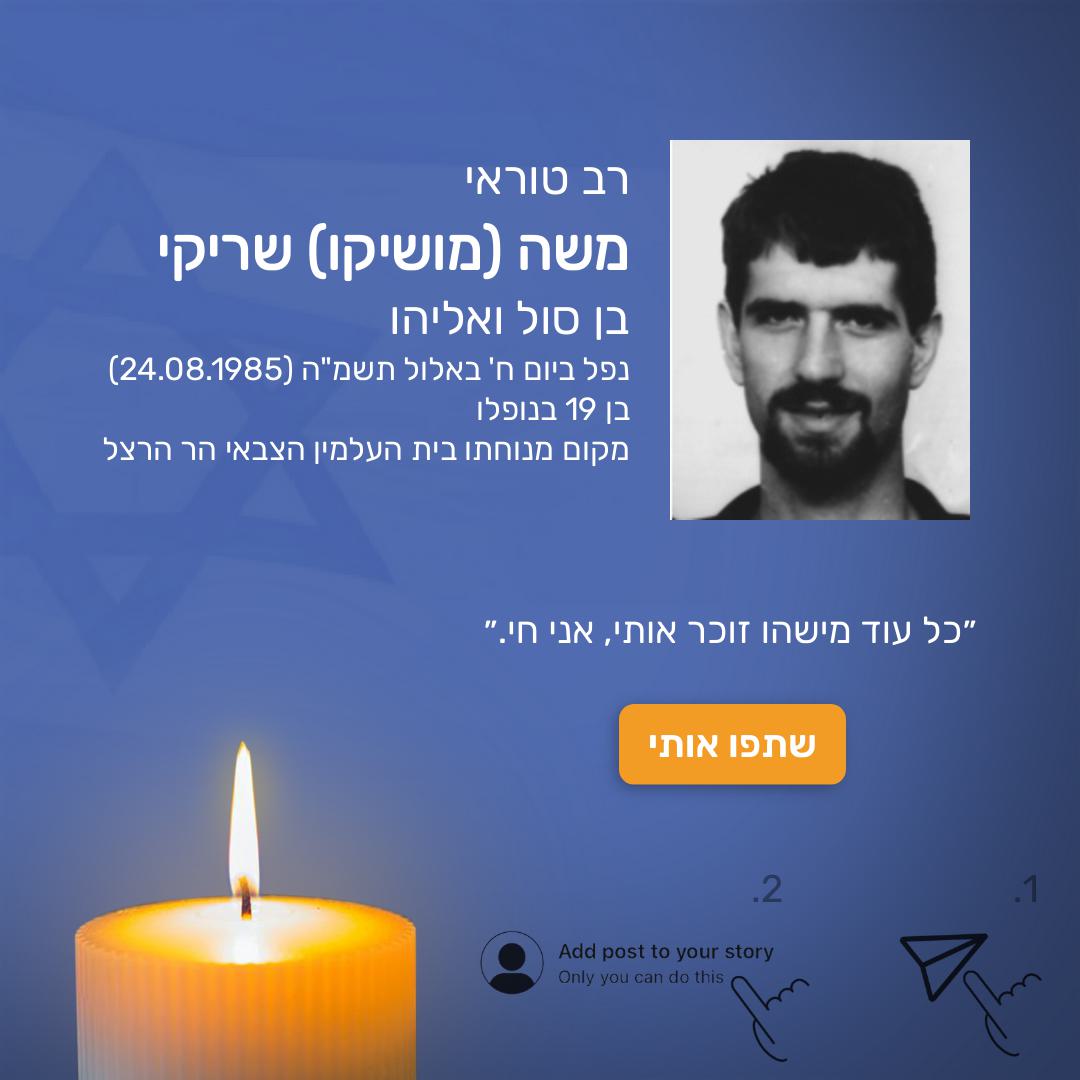 רב טוראי
משה (מושיקו) שריקי
בן סול ואליהו
נפל ביום ח' באלול תשמ"ה (24.08.1985)
בן 19 בנופלו
מקום מנוחתו בית העלמין הצבאי הר הרצל
״כל עוד מישהו זוכר אותי, אני חי.״
שתפו אותי
1.
2.
Add post to your story
Only you can do this